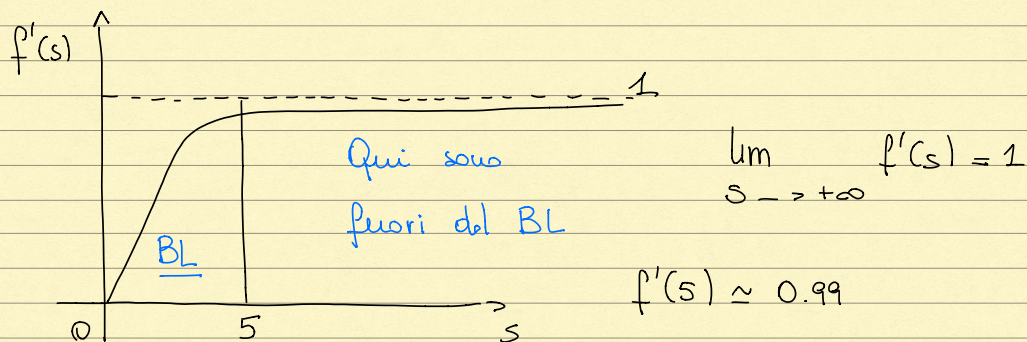 f'(s)
1
Qui sono
fuori del BL
BL
0
5
s
lim f'(s) = 1
s -> +∞
f'(5) ≃ 0.99